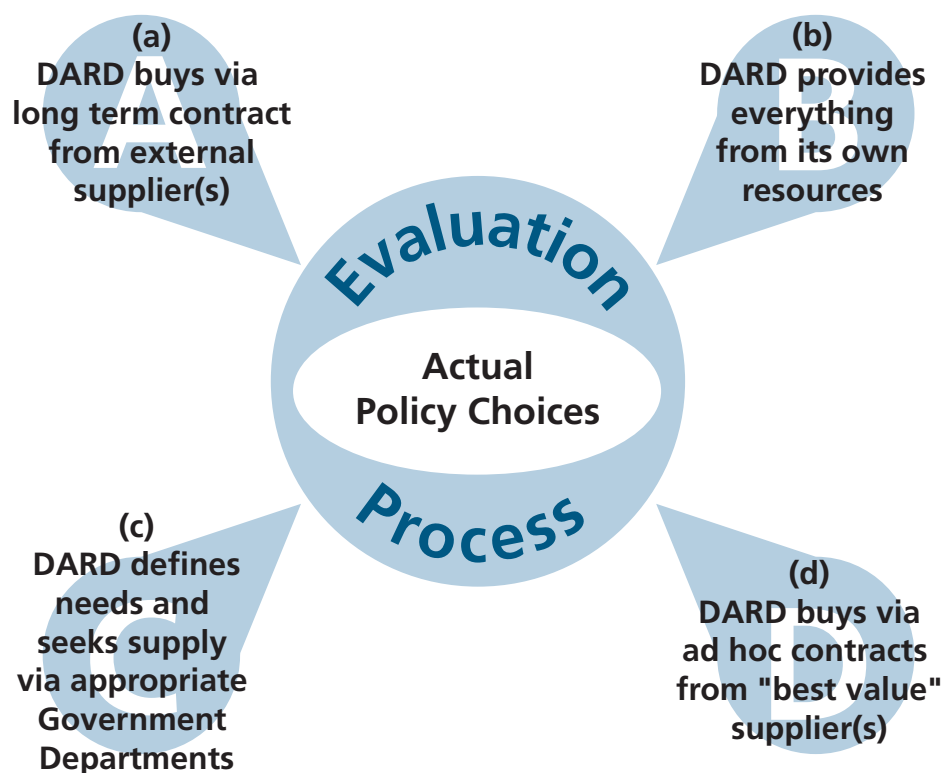 (a)
DARD buys via
long term contract
from external
supplier(s)
A
(b)
DARD provides
everything
from its own
resources
B
Evaluation
Actual
Policy Choices
Process
(c)
DARD defines
needs and
seeks supply
via appropriate
Government
Departments
C
(d)
DARD buys via
ad hoc contracts
from "best value"
supplier(s)
D